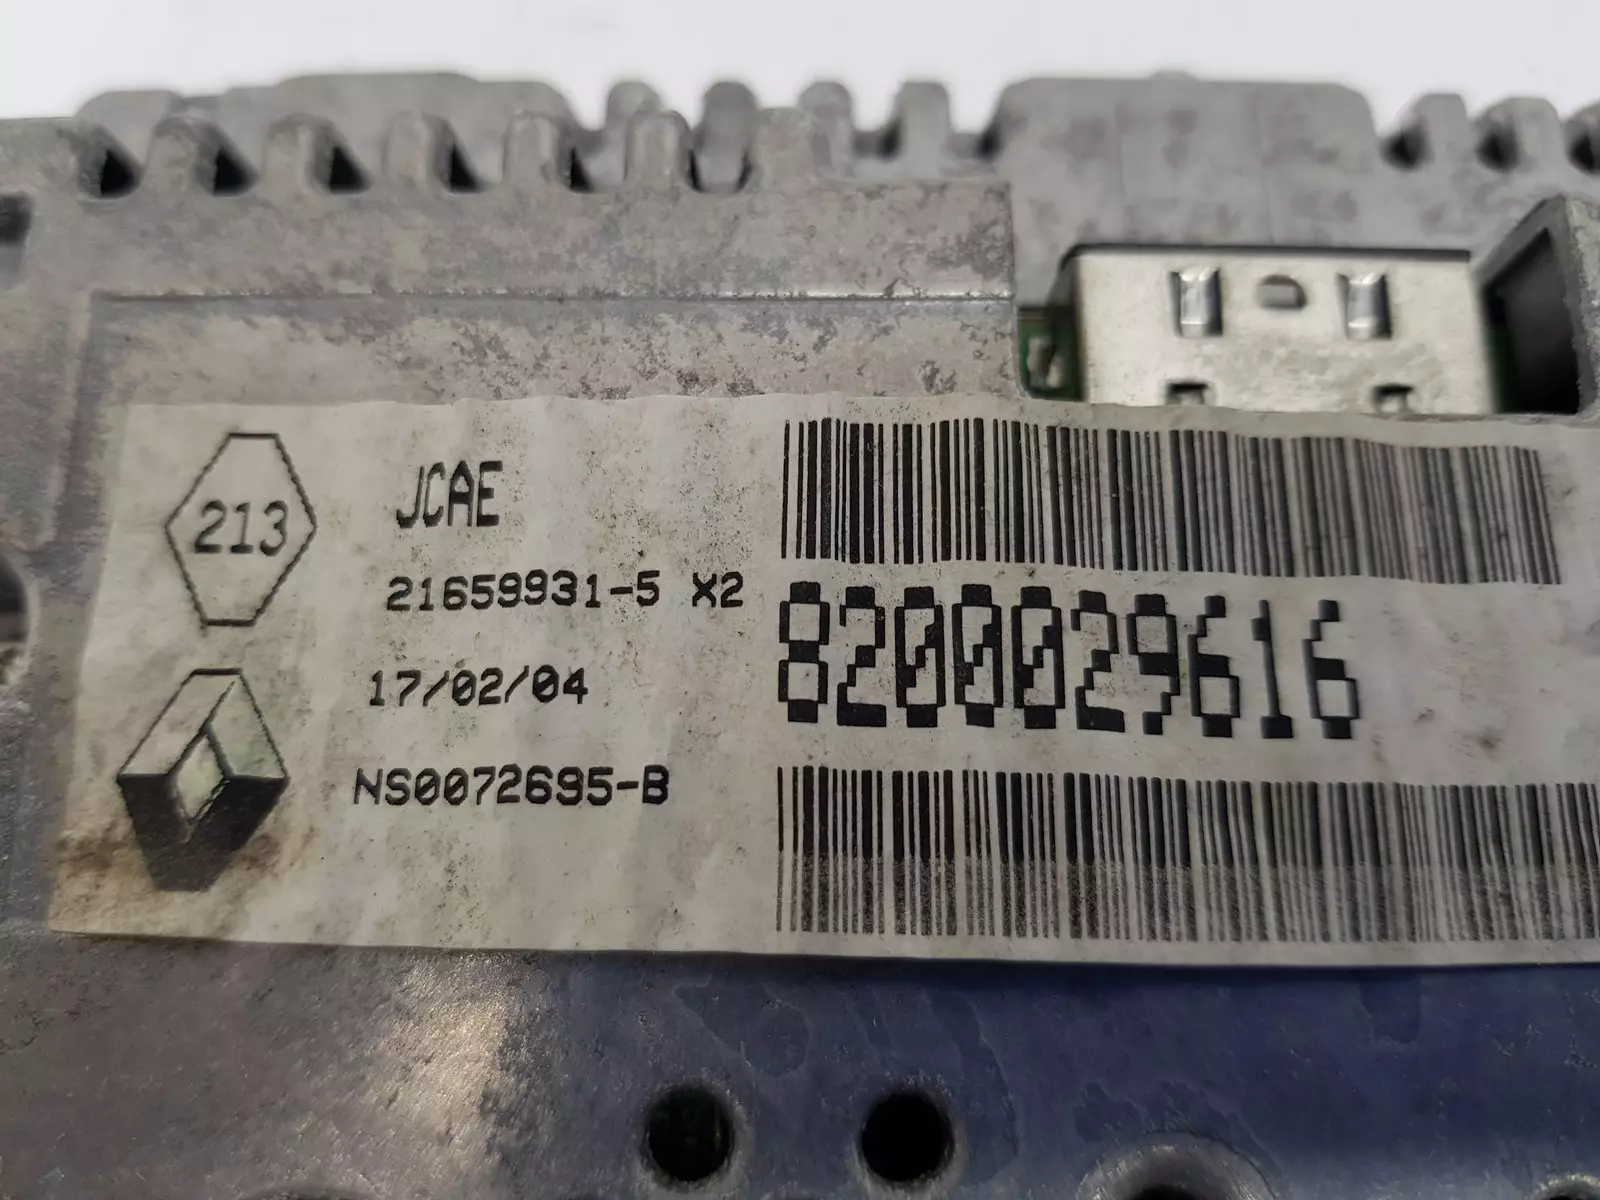 213
JCAE
21659931-5 X2
17/02/04
NS0072695-B
8200029616